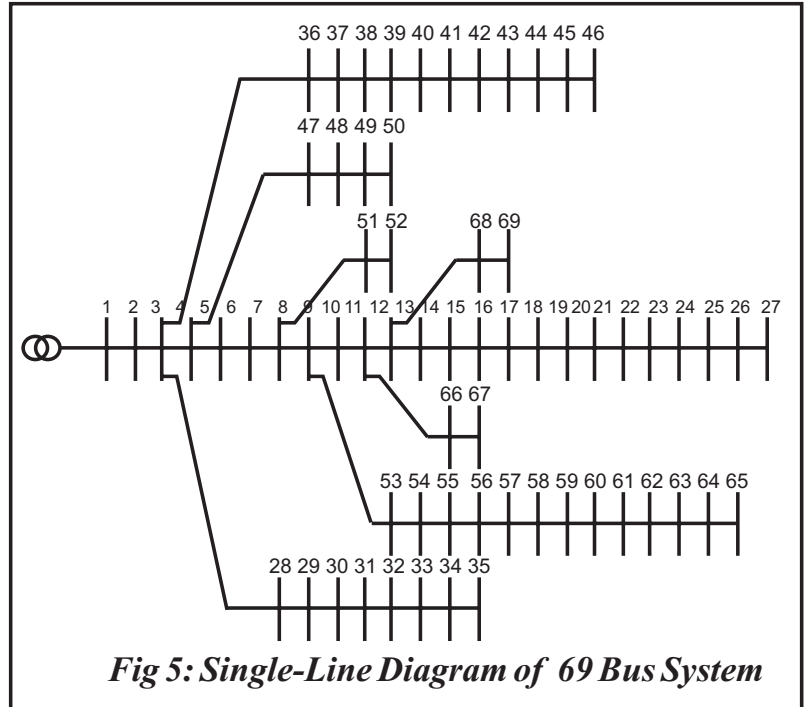 36 37 38 39 40 41 42 43 44 45 46
47 48 49 50
51 52
68 69
1 2 3 4 5 6 7 8 9 10 11 12 13 14 15 16 17 18 19 20 21 22 23 24 25 26 27
66 67
53 54 55 56 57 58 59 60 61 62 63 64 65
28 29 30 31 32 33 34 35
Fig 5: Single-Line Diagram of 69 Bus System